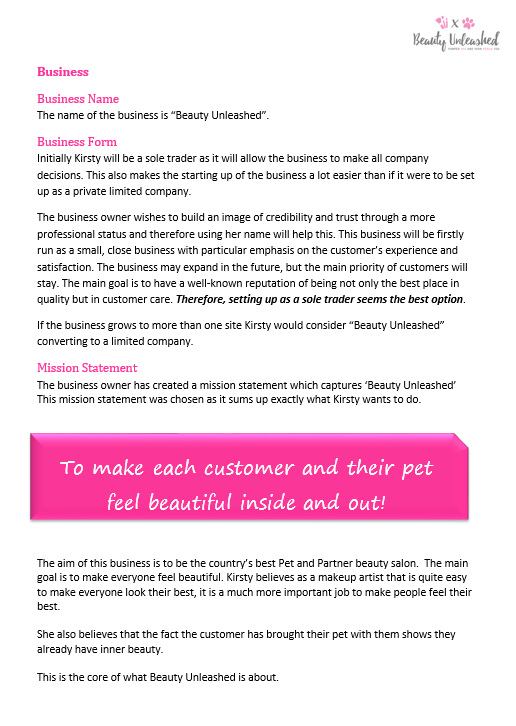 x
Beauty Unleashed
Business
Business Name
The name of the business is “Beauty Unleashed”.
Business Form
Initially Kirsty will be a sole trader as it will allow the business to make all company
decisions. This also makes the starting up of the business a lot easier than if it were to be set
up as a private limited company.
The business owner wishes to build an image of credibility and trust through a more
professional status and therefore using her name will help this. This business will be firstly
run as a small, close business with particular emphasis on the customer’s experience and
satisfaction. The business may expand in the future, but the main priority of customers will
stay. The main goal is to have a well-known reputation of being not only the best place in
quality but in customer care. Therefore, setting up as a sole trader seems the best option.
If the business grows to more than one site Kirsty would consider “Beauty Unleashed”
converting to a limited company.
Mission Statement
The business owner has created a mission statement which captures ‘Beauty Unleashed’
This mission statement was chosen as it sums up exactly what Kirsty wants to do.
To make each customer and their pet
feel beautiful inside and out!
The aim of this business is to be the country’s best Pet and Partner beauty salon. The main
goal is to make everyone feel beautiful. Kirsty believes as a makeup artist that is quite easy
to make everyone look their best, it is a much more important job to make people feel their
best.
She also believes that the fact the customer has brought their pet with them shows they
already have inner beauty.
This is the core of what Beauty Unleashed is about.